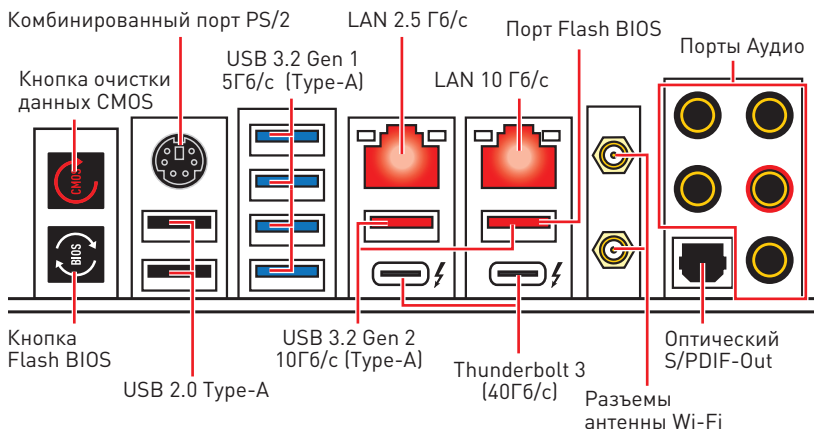 Комбинированный порт PS/2
LAN 2.5 Гб/с
Порт Flash BIOS
Порты Аудио
USB 3.2 Gen 1
5Гб/с (Type-A)
LAN 10 Гб/с
Кнопка очистки
данных CMOS
CMOS
BIOS
Кнопка
Flash BIOS
USB 2.0 Type-A
USB 3.2 Gen 2
10Гб/с (Type-A)
Thunderbolt 3
(40Гб/с)
Разъемы
антенны Wi-Fi
Оптический
S/PDIF-Out